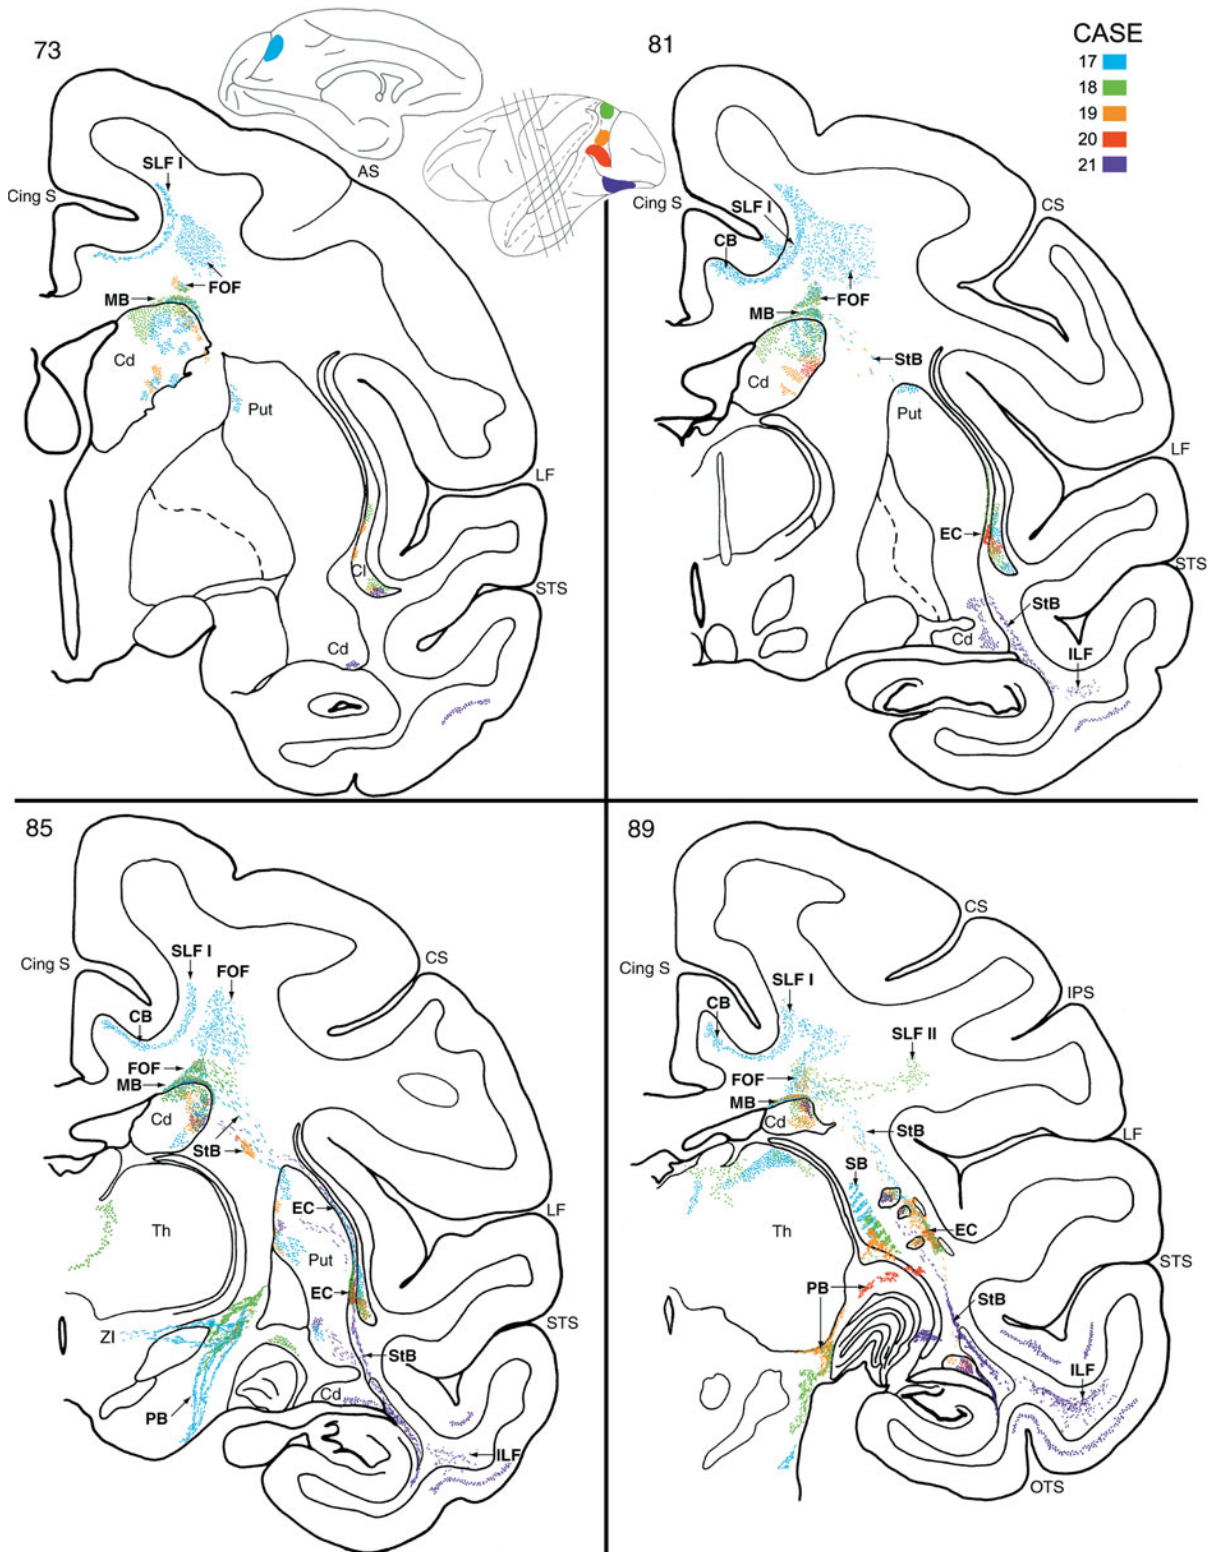 73
SLF I
Cing S
AS
FOF
MB
Cd
Put
LF
Cl
STS
Cd
81
CASE
17
18
19
20
21
Cing S
CS
SLF I
CB
FOF
MB
StB
Cd
Put
LF
EC
STS
StB
Cd
ILF
85
SLF I
CS
Cing S
FOF
CB
FOF
MB
Cd
StB
EC
LF
Th
Put
EC
STS
ZI
StB
Cd
PB
ILF
89
CS
Cing S
SLF I
IPS
CB
SLF II
FOF
MB
Cd
StB
LF
SB
Th
EC
STS
PB
StB
ILF
OTS